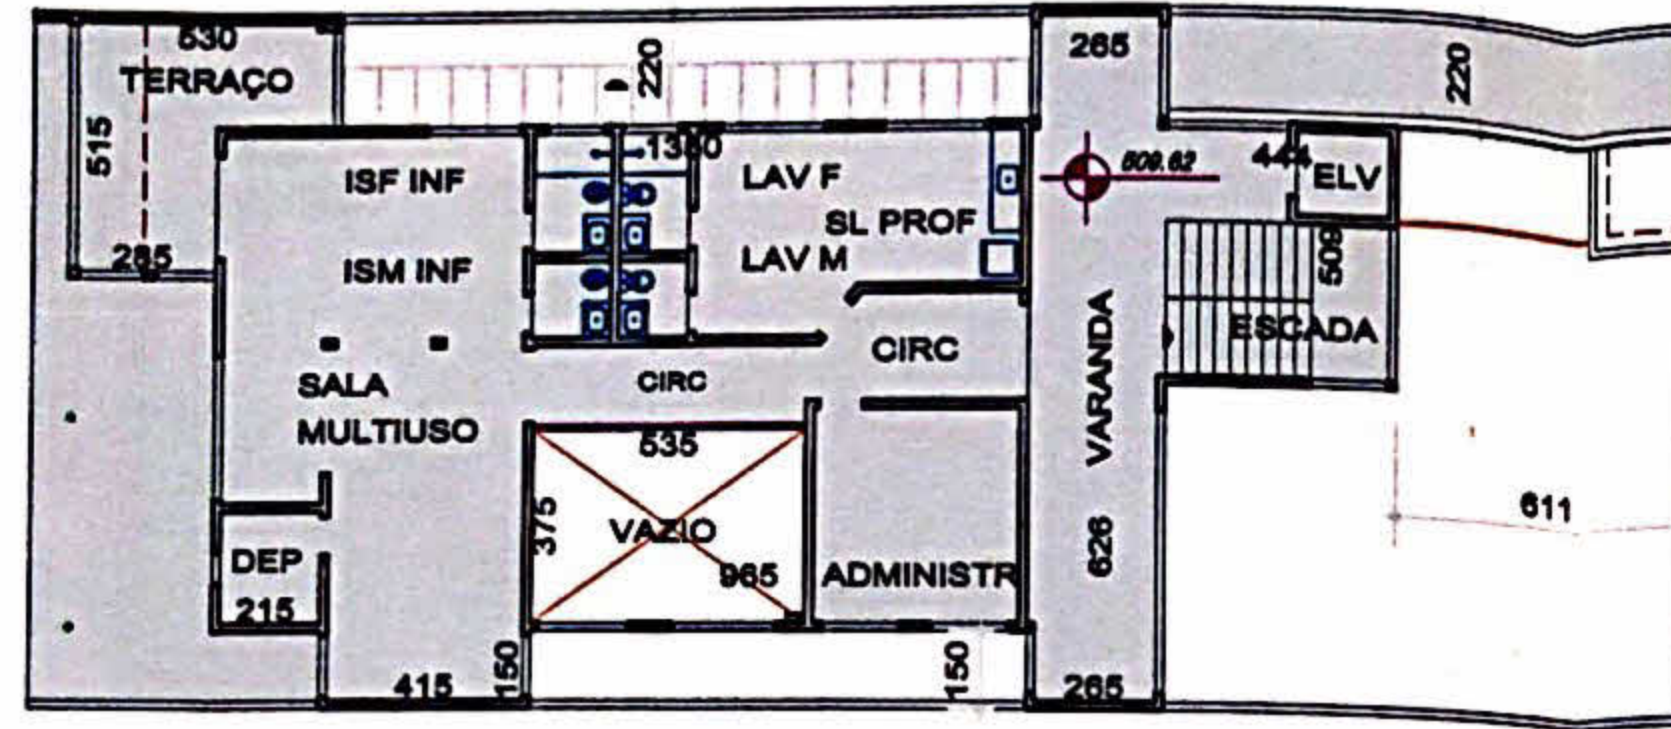 530
TERRAÇO
515
285
220
1380
ISF INF
ISM INF
LAV F
SL PROF
LAV M
265
220
509.62
444
ELV
509
ESCADA
CIRC
CIRC
VARANDA
SALA
MULTIUSO
535
375
VAZIO
965
ADMINISTR
626
611
DEP
215
415
150
150
265